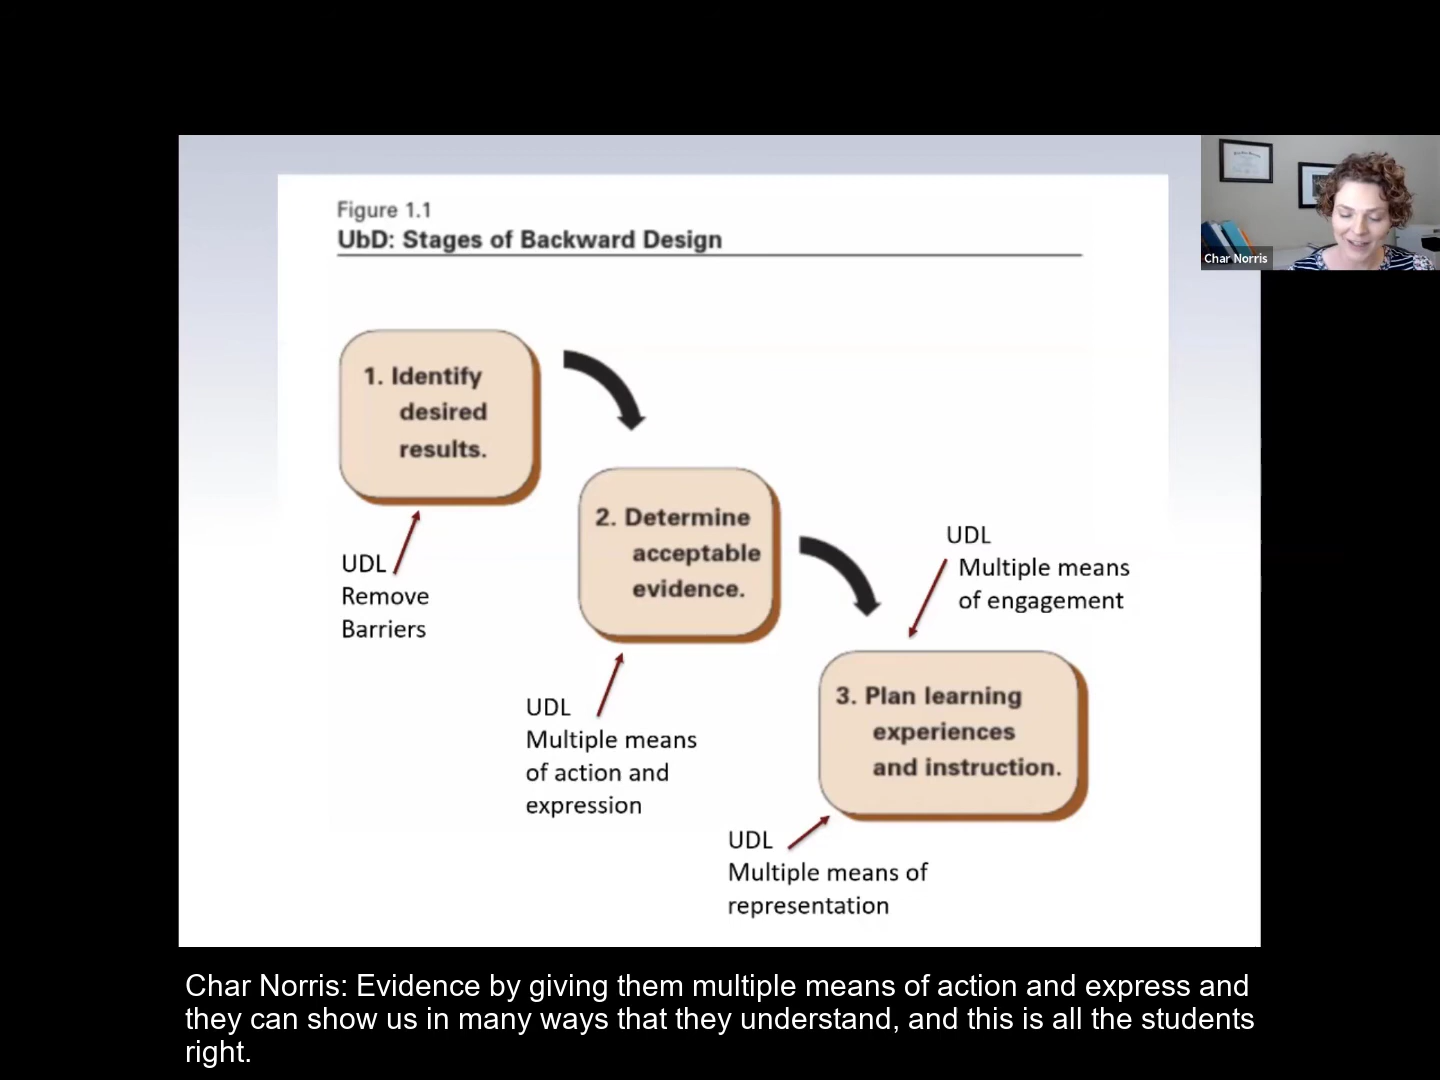 Figure 1.1
UbD: Stages of Backward Design
Char Norris
1. Identify
desired
results.
2. Determine
acceptable
evidence.
UDL
Multiple means
of engagement
UDL
Remove
Barriers
3. Plan learning
experiences
and instruction.
UDL
Multiple means
of action and
expression
UDL
Multiple means of
representation
Char Norris: Evidence by giving them multiple means of action and express and
they can show us in many ways that they understand, and this is all the students
right.